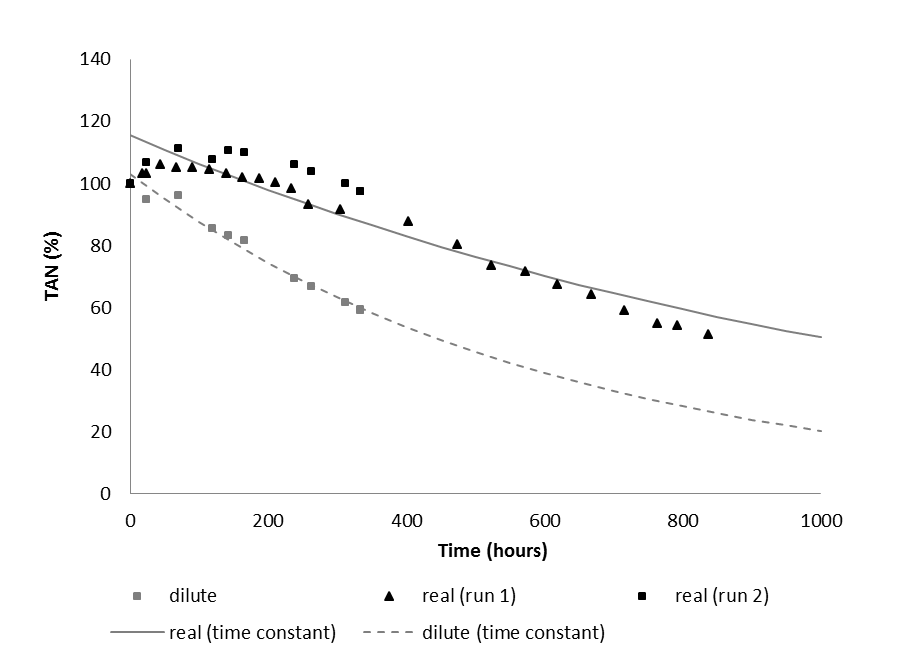 140
120
100
80
60
40
20
0
TAN (%)
0 200 400 600 800 1000
Time (hours)
dilute real (run 1) real (run 2)
real (time constant) dilute (time constant)